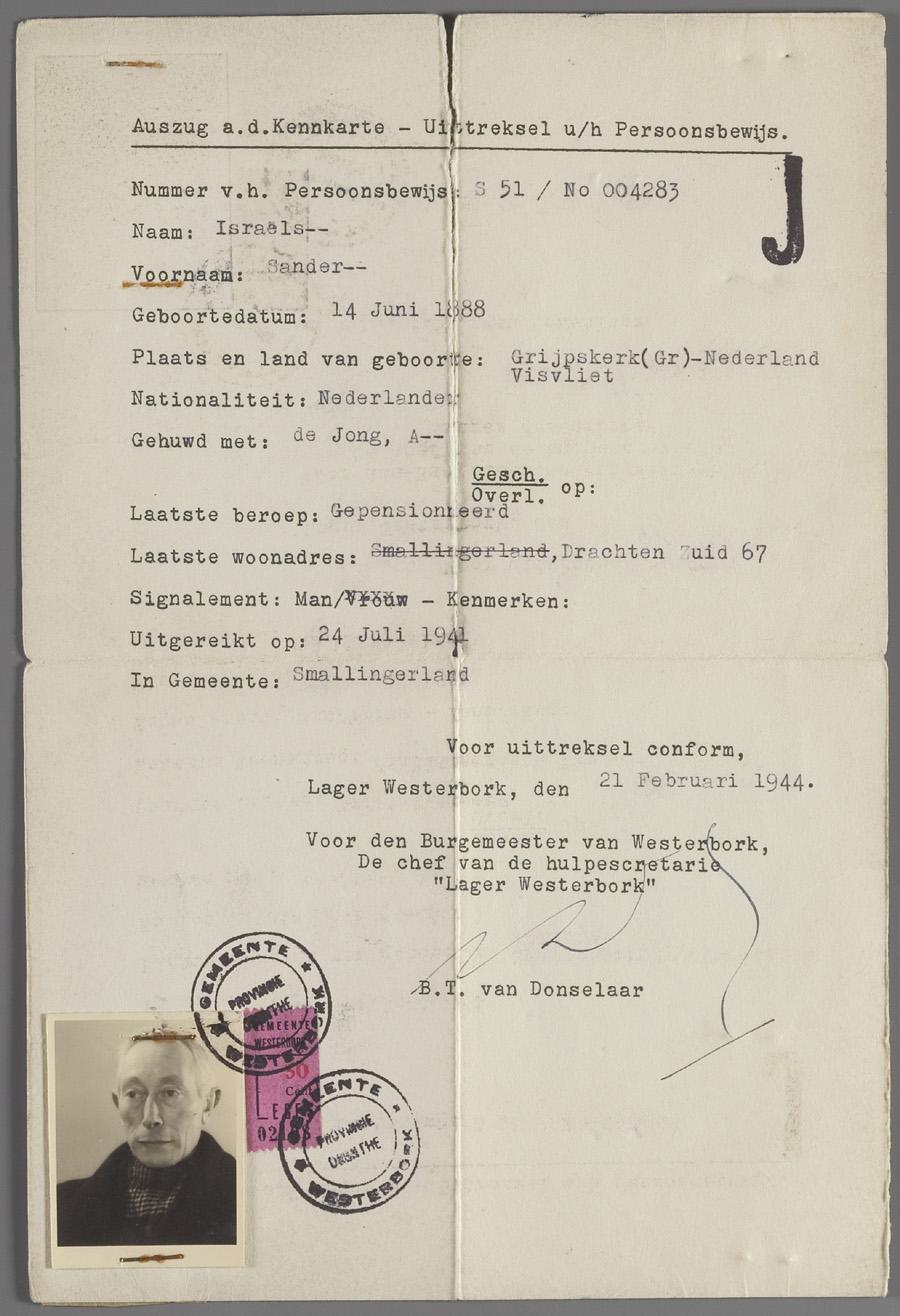 Auszug a.d.Kennkarte - Uittreksel u/h Persoonsbewijs.
J
Nummer v.h. Persoonsbewijs: S 51 / No 004283
Naam: Israëls--
Voornaam: Sander--
Geboortedatum: 14 Juni 1888
Plaats en land van geboorte: Grijpskerk(Gr)-Nederland
Visvliet
Nationaliteit: Nederlander
Gehuwd met: de Jong, A--
Gesch.
Overl. op:
Laatste beroep: Gepensionneerd
Laatste woonadres: Smallingerland,Drachten Zuid 67
Signalement: Man/Vrouw - Kenmerken:
Uitgereikt op: 24 Juli 1941
In Gemeente: Smallingerland
Voor uittreksel conform,
Lager Westerbork, den 21 Februari 1944.
Voor den Burgemeester van Westerbork,
De chef van de hulpescretarie
"Lager Westerbork"
B.T. van Donselaar
GEMEENTE WESTERBORK
PROVINCIE
DRENTHE
GEMEENTE
WESTERBORK
50
Cent
GEMEENTE WESTERBORK
PROVINCIE
DRENTHE